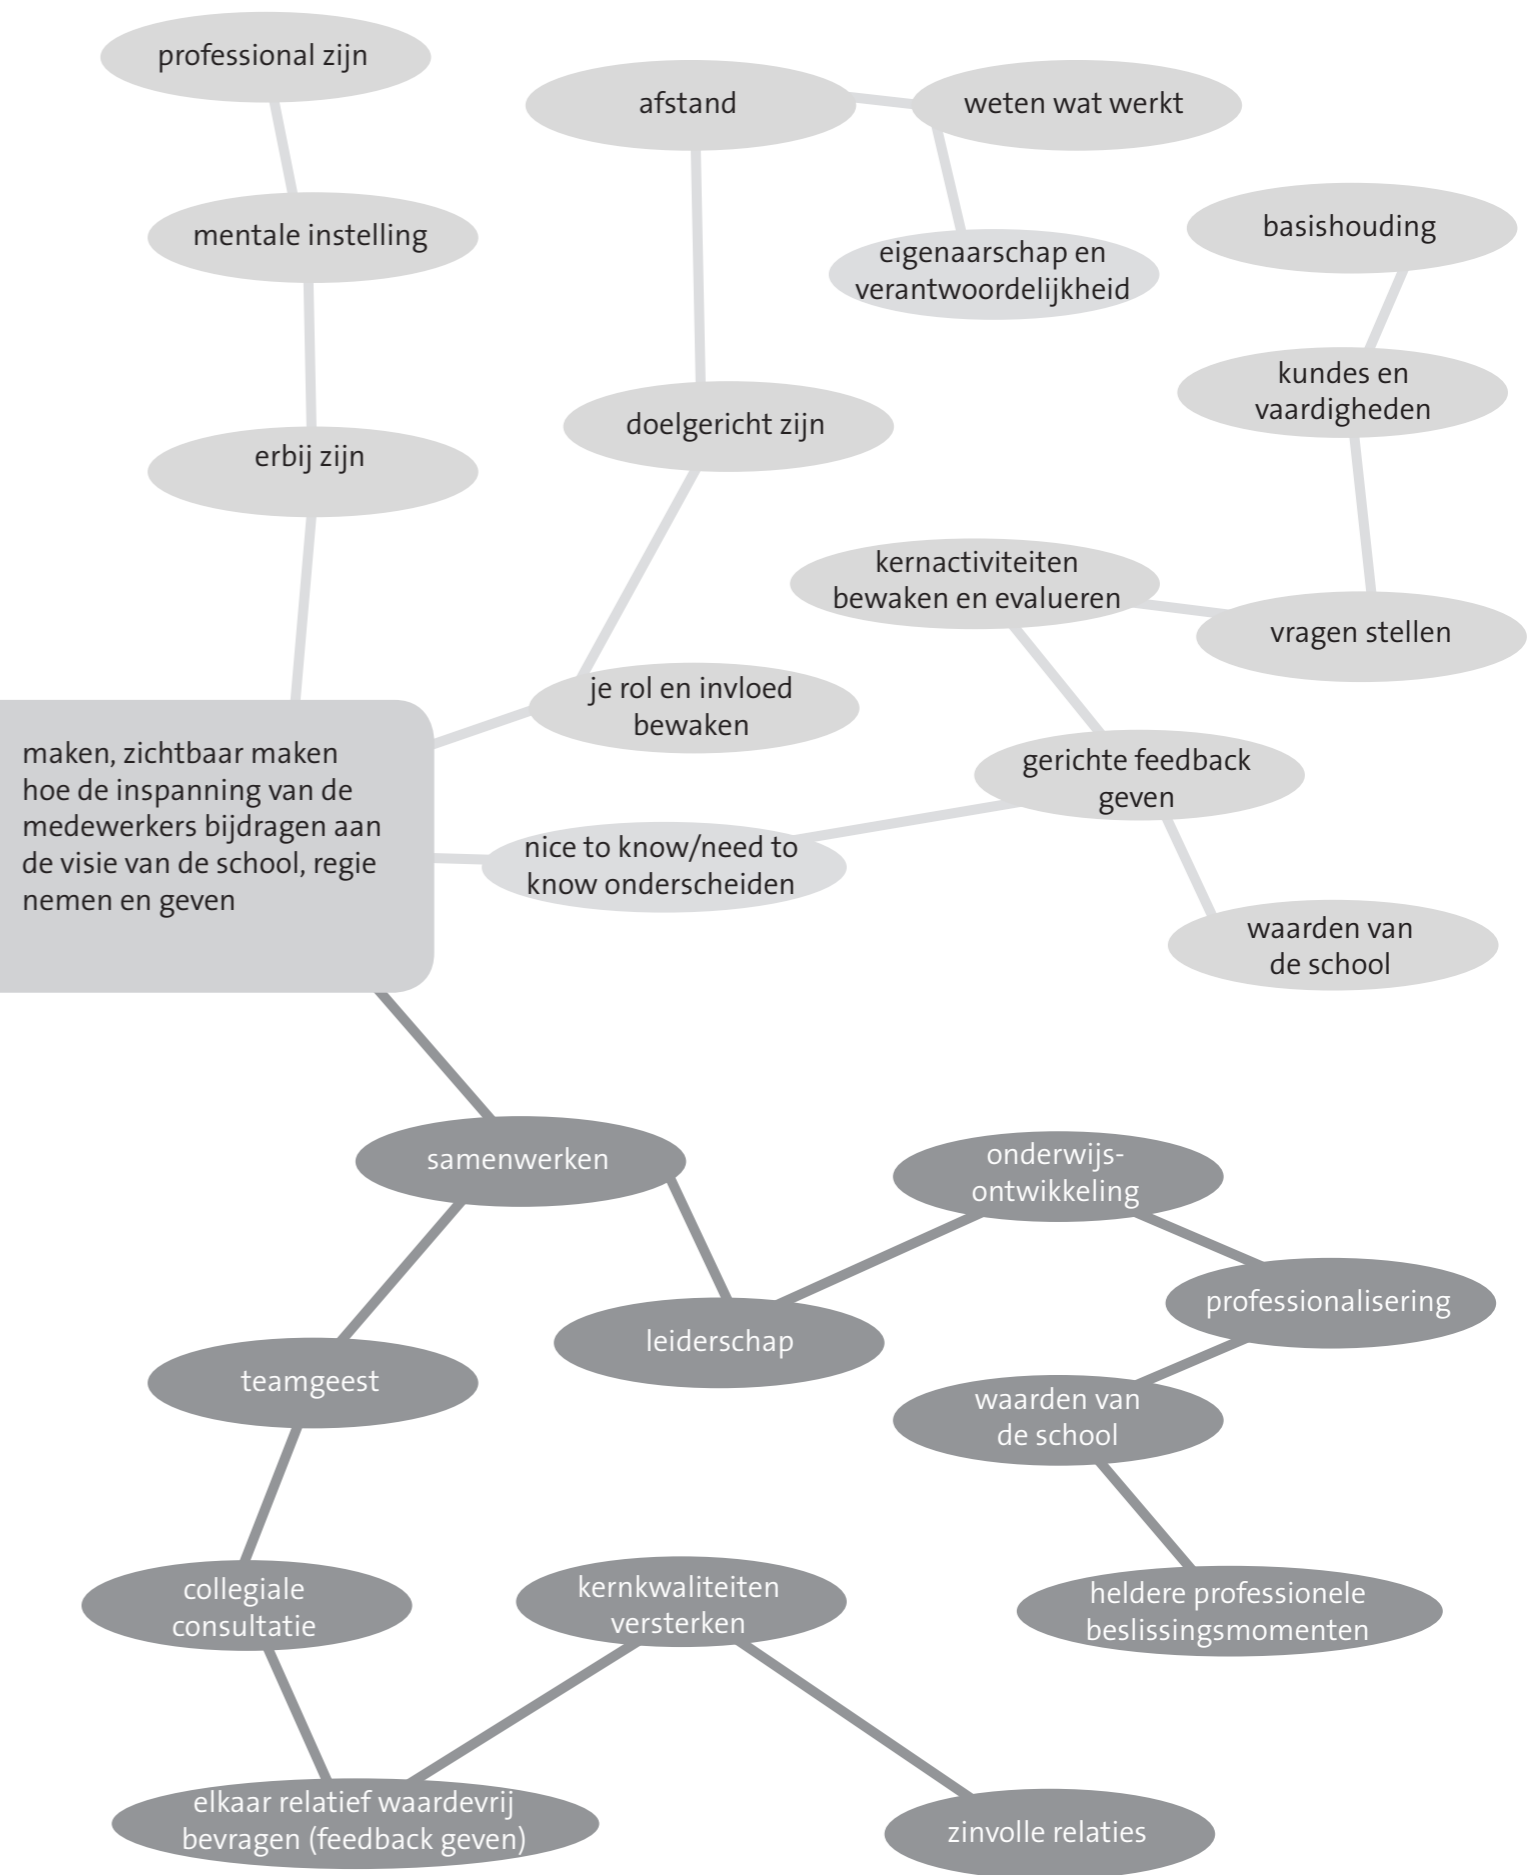 professional zijn
afstand
weten wat werkt
mentale instelling
basishouding
eigenaarschap en
verantwoordelijkheid
kundes en
vaardigheden
doelgericht zijn
erbij zijn
kernactiviteiten
bewaken en evalueren
vragen stellen
je rol en invloed
bewaken
maken, zichtbaar maken
hoe de inspanning van de
medewerkers bijdragen aan
de visie van de school, regie
nemen en geven
gerichte feedback
geven
nice to know/need to
know onderscheiden
waarden van
de school
samenwerken
onderwijs-
ontwikkeling
professionalisering
leiderschap
teamgeest
waarden van
de school
collegiale
consultatie
kernkwaliteiten
versterken
heldere professionele
beslissingsmomenten
elkaar relatief waardevrij
bevragen (feedback geven)
zinvolle relaties